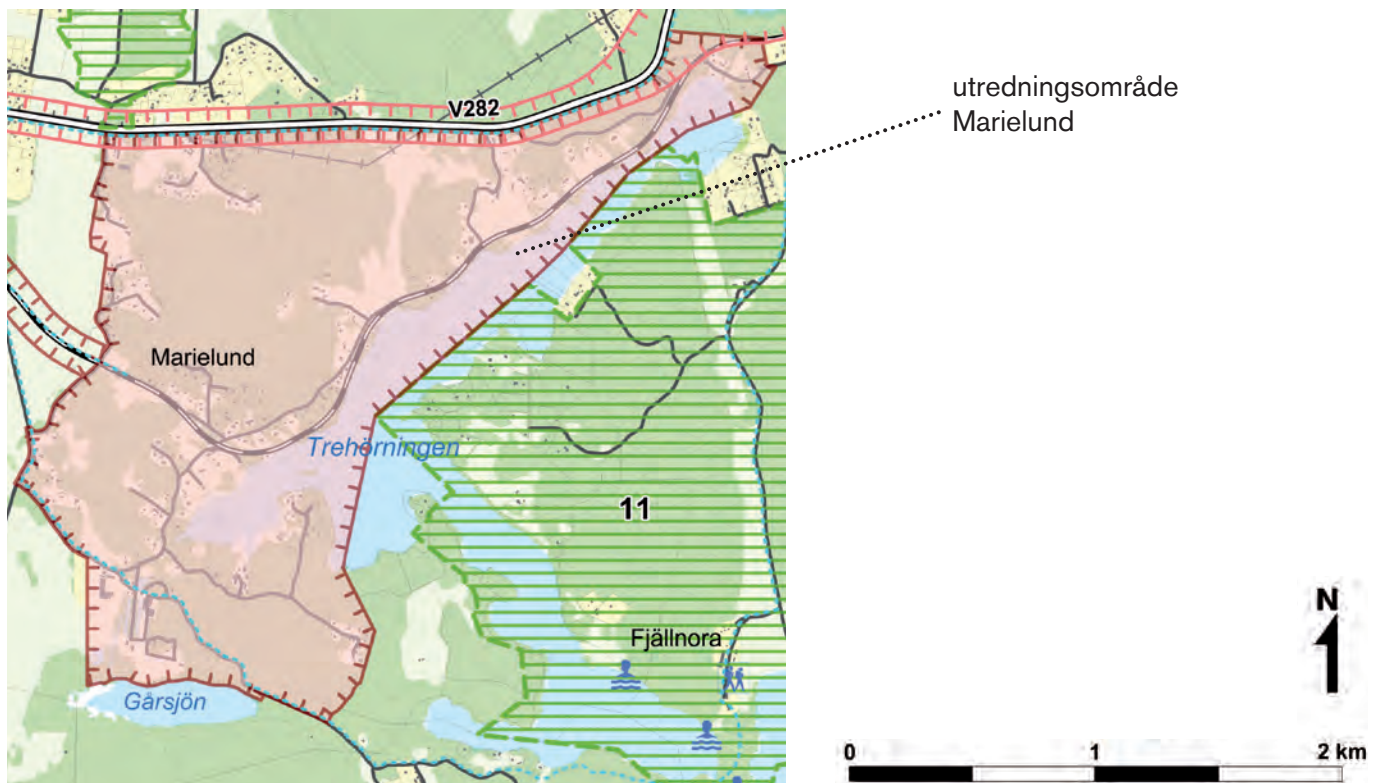 V282
utredningsområde
Marielund
Marielund
Trehörningen
11
Fjällnora
Gårsjön
N
0 1 2 km